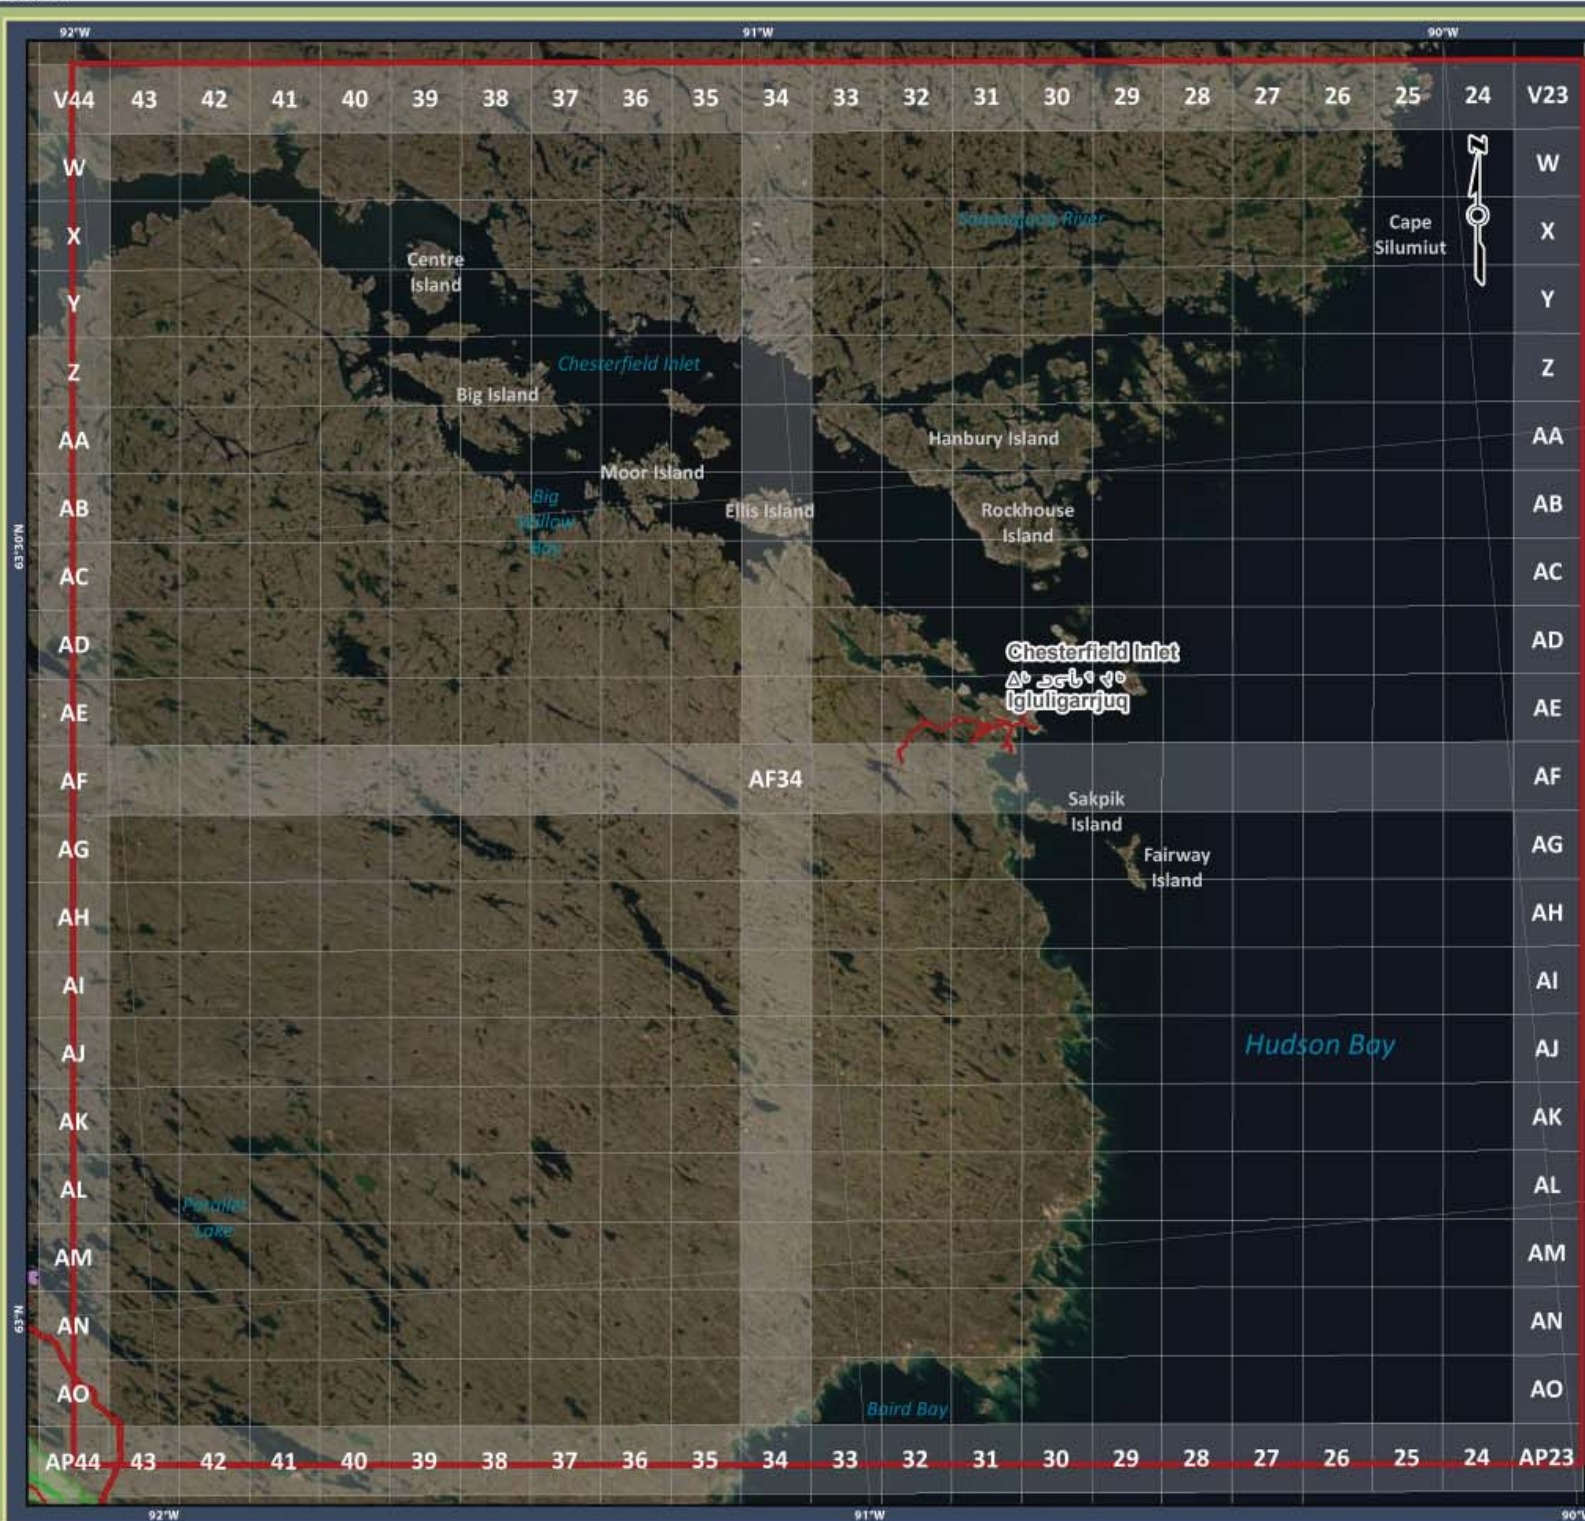 92°W 91°W 90°W
V44 43 42 41 40 39 38 37 36 35 34 33 32 31 30 29 28 27 26 25 24 V23
N
W W
X X
Cape
Silumiut
Centre
Island
Y Y
Chesterfield Inlet
Z Z
Big Island
AA AA
Hanbury Island
Moor Island
Big
Willow
Bay
AB AB
Ellis Island
Rockhouse
Island
63°30'N
AC AC
AD AD
Chesterfield Inlet
Igluligarrjuq
AE AE
AF AF34 AF
Sakpik
Island
AG AG
Fairway
Island
AH AH
AI AI
AJ AJ
Hudson Bay
AK AK
AL AL
Parallel
Lake
AM AM
63°N
AN AN
AO AO
Baird Bay
AP44 43 42 41 40 39 38 37 36 35 34 33 32 31 30 29 28 27 26 25 24 AP23
92°W 91°W